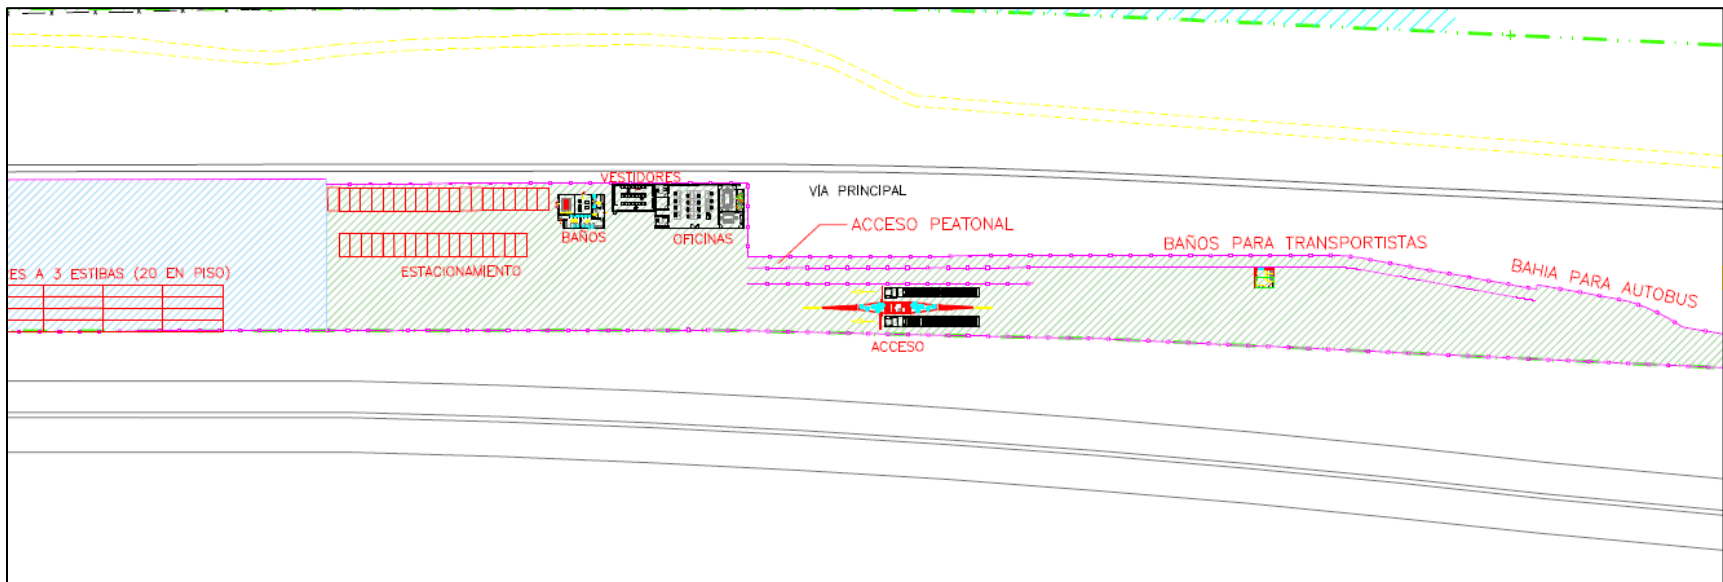 VESTIDORES
VÍA PRINCIPAL
ACCESO PEATONAL
BAÑOS
OFICINAS
BAÑOS PARA TRANSPORTISTAS
ES A 3 ESTIBAS (20 EN PISO)
ESTACIONAMIENTO
BAHIA PARA AUTOBUS
ACCESO